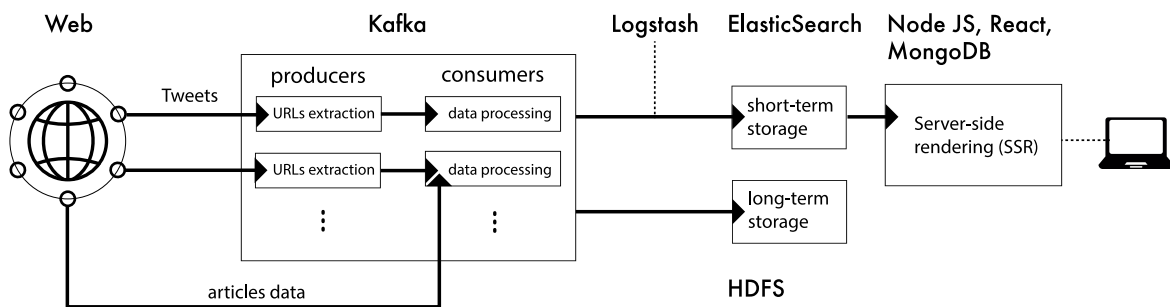 Web
Kafka
Logstash
ElasticSearch
Node JS, React,
MongoDB
producers
consumers
Tweets
URLs extraction
data processing
short-term
storage
Server-side
rendering (SSR)
URLs extraction
data processing
long-term
storage
articles data
HDFS